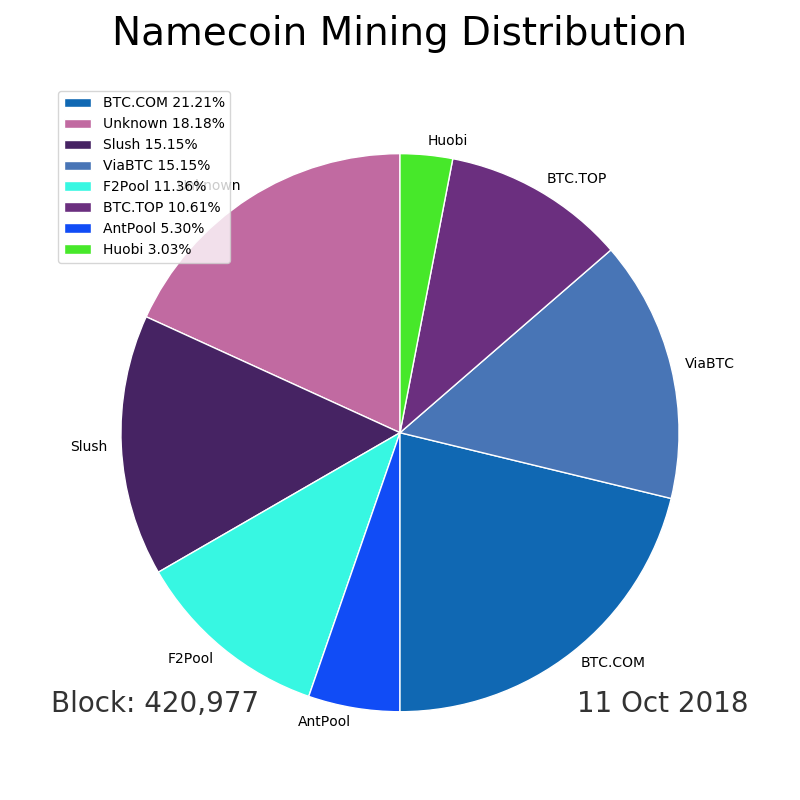 Namecoin Mining Distribution
BTC.COM 21.21%
Unknown 18.18%
Slush 15.15%
ViaBTC 15.15%
F2Pool 11.36%
BTC.TOP 10.61%
AntPool 5.30%
Huobi 3.03%
Huobi
BTC.TOP
Unknown
ViaBTC
Slush
F2Pool
BTC.COM
AntPool
Block: 420,977
11 Oct 2018